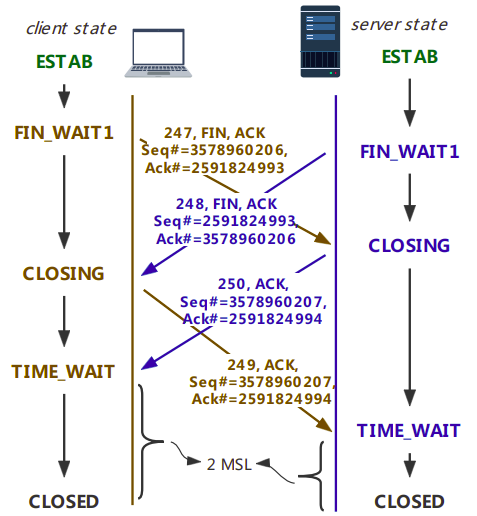 client state
server state
ESTAB
ESTAB
FIN_WAIT1
247, FIN, ACK
Seq#=3578960206,
Ack#=2591824993
FIN_WAIT1
248, FIN, ACK
Seq#=2591824993,
Ack#=3578960206
CLOSING
CLOSING
250, ACK,
Seq#=3578960207,
Ack#=2591824994
TIME_WAIT
249, ACK,
Seq#=3578960207,
Ack#=2591824994
TIME_WAIT
2 MSL
CLOSED
CLOSED